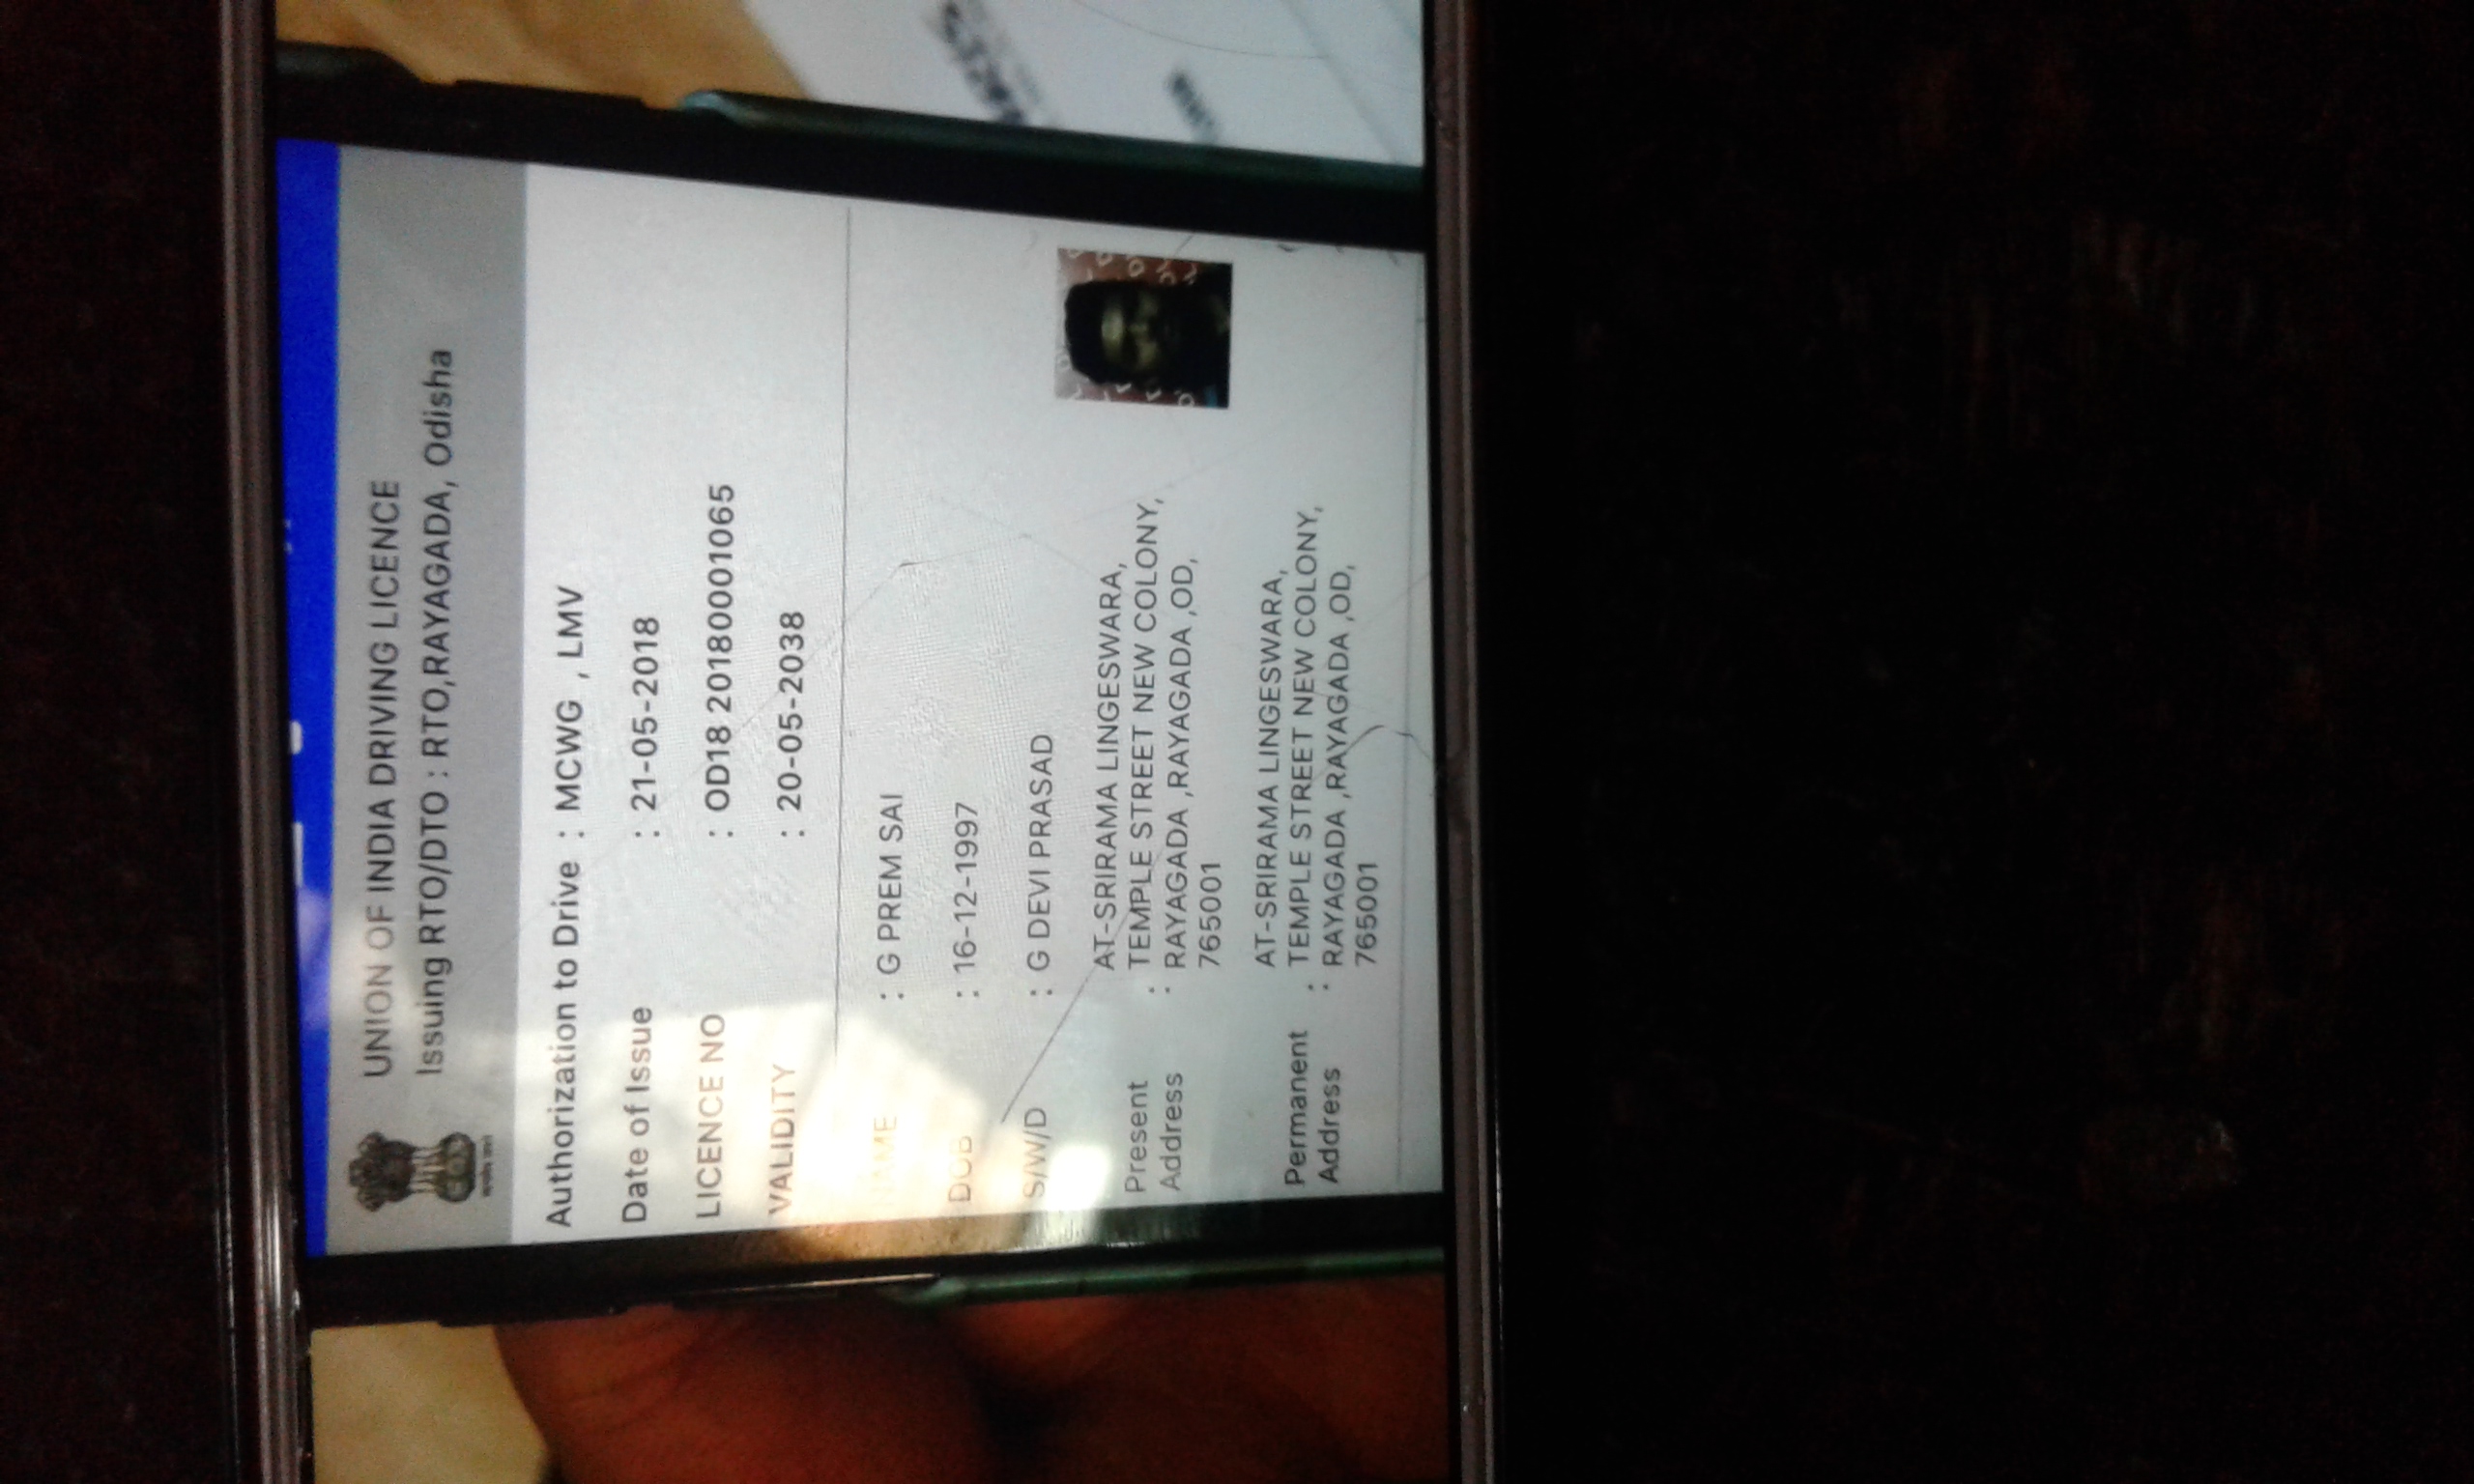 UNION OF INDIA DRIVING LICENCE
Issuing RTO/DTO : RTO,RAYAGADA, Odisha
Authorization to Drive : MCWG , LMV
Date of Issue : 21-05-2018
LICENCE NO : OD18 20180001065
VALIDITY : 20-05-2038
NAME : G PREM SAI
DOB : 16-12-1997
S/W/D : G DEVI PRASAD
Present Address : AT-SRIRAMA LINGESWARA,
TEMPLE STREET NEW COLONY,
RAYAGADA ,RAYAGADA ,OD,
765001
Permanent Address : AT-SRIRAMA LINGESWARA,
TEMPLE STREET NEW COLONY,
RAYAGADA ,RAYAGADA ,OD,
765001